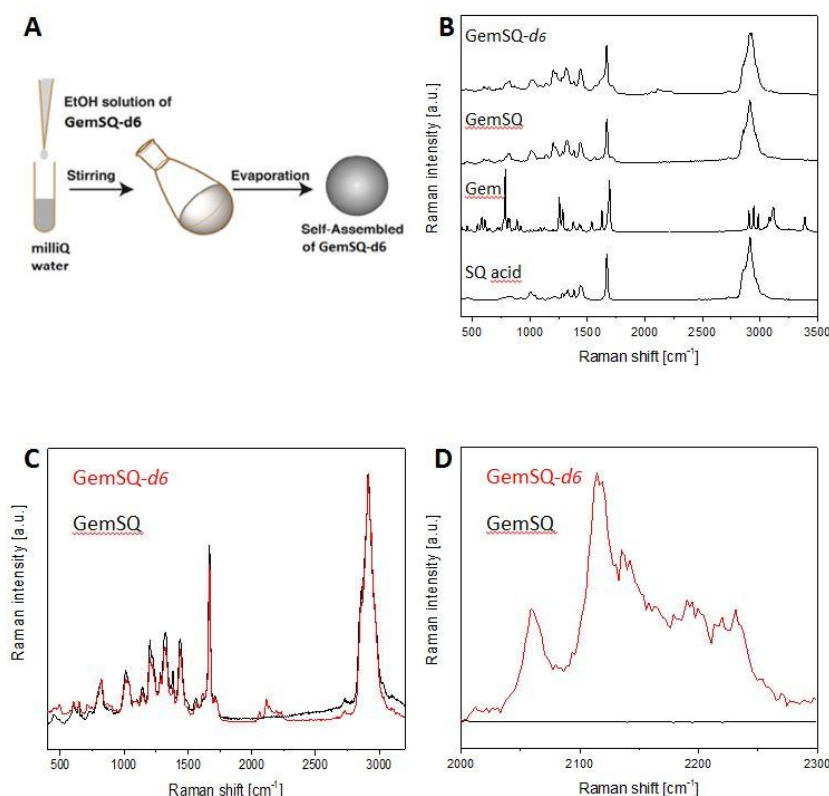 A
EtOH solution of
GemSQ-d6
Stirring
Evaporation
milliQ
water
Self-Assembled
of GemSQ-d6
B
GemSQ-d6
GemSQ
Gem
SQ acid
Raman intensity [a.u.]
500 1000 1500 2000 2500 3000 3500
Raman shift [cm-1]
C
GemSQ-d6
GemSQ
Raman intensity [a.u.]
500 1000 1500 2000 2500 3000
Raman shift [cm-1]
D
GemSQ-d6
GemSQ
Raman intensity [a.u.]
2000 2100 2200 2300
Raman shift [cm-1]